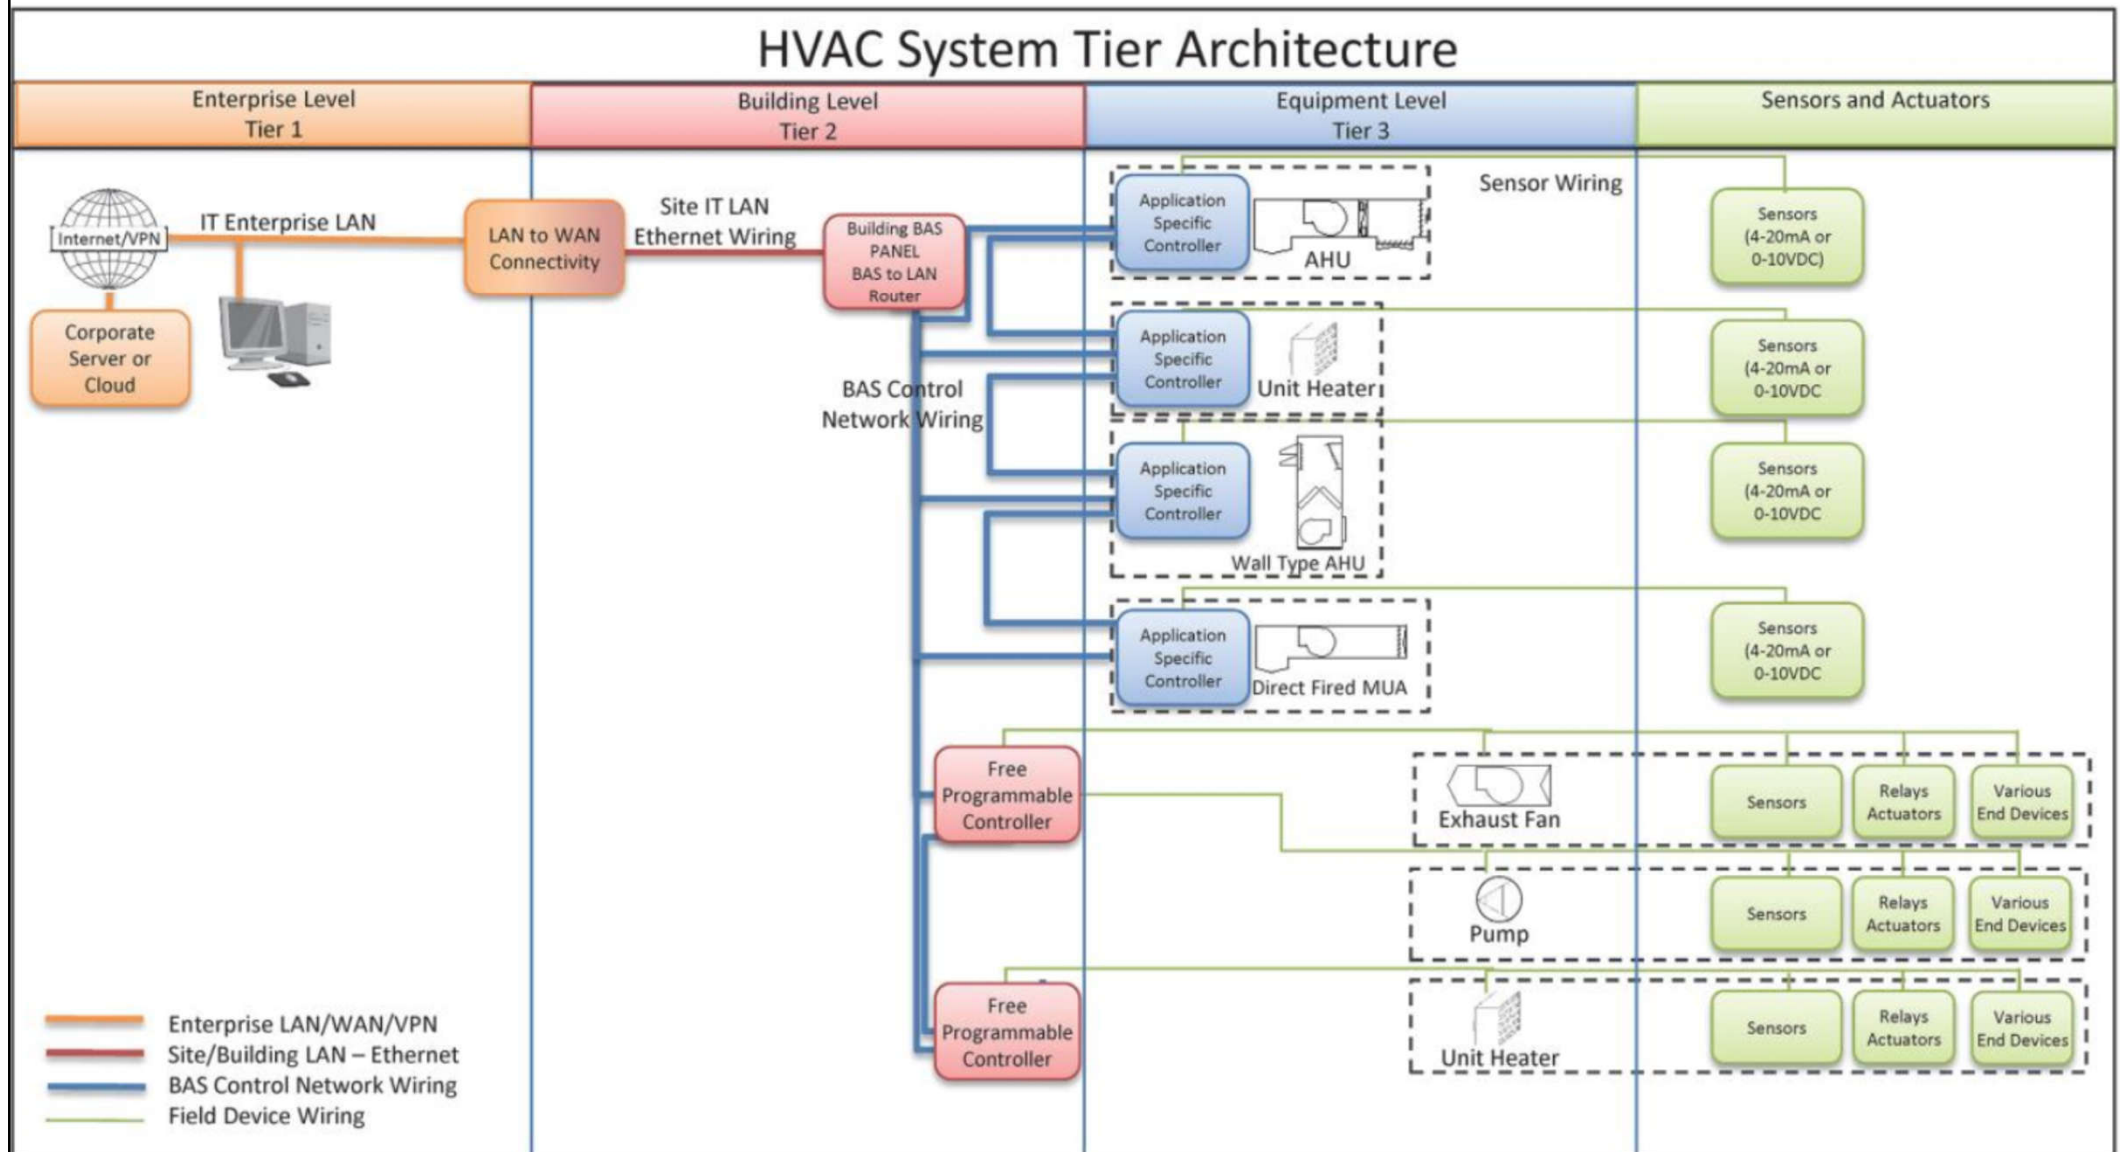 HVAC System Tier Architecture
Enterprise Level
Tier 1
Building Level
Tier 2
Equipment Level
Tier 3
Sensors and Actuators
Internet/VPN
IT Enterprise LAN
Corporate
Server or
Cloud
LAN to WAN
Connectivity
Site IT LAN
Ethernet Wiring
Building BAS
PANEL
BAS to LAN
Router
BAS Control
Network Wiring
Application
Specific
Controller
AHU
Sensor Wiring
Sensors
(4-20mA or
0-10VDC)
Application
Specific
Controller
Unit Heater
Sensors
(4-20mA or
0-10VDC
Application
Specific
Controller
Wall Type AHU
Sensors
(4-20mA or
0-10VDC
Application
Specific
Controller
Direct Fired MUA
Sensors
(4-20mA or
0-10VDC
Free
Programmable
Controller
Exhaust Fan
Sensors
Relays
Actuators
Various
End Devices
Pump
Sensors
Relays
Actuators
Various
End Devices
Free
Programmable
Controller
Unit Heater
Sensors
Relays
Actuators
Various
End Devices
Enterprise LAN/WAN/VPN
Site/Building LAN – Ethernet
BAS Control Network Wiring
Field Device Wiring